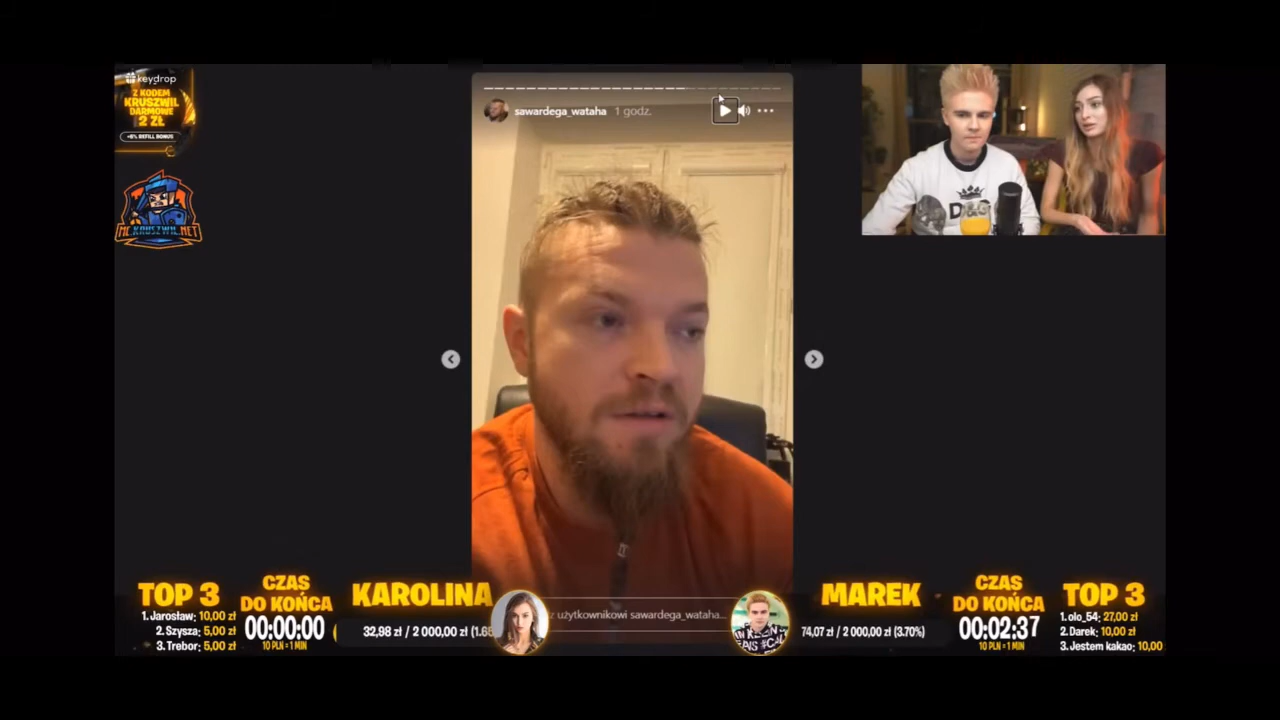 keydrop
Z KODEM
KRUSZWIL
DARMOWE
2 ZŁ
MC.KRUSZWIL.NET
sawardega_wataha 1 godz.
D&G
z użytkownikowi sawardega_wataha...
TOP 3
1. Jarosław; 10,00 zł
2. Szysza; 5,00 zł
3. Trebor; 5,00 zł
CZAS
DO KOŃCA
00:00:00
10 PLN = 1 MIN
KAROLINA
32,98 zł / 2 000,00 zł (1.65
MAREK
74,07 zł / 2 000,00 zł (3.70%)
CZAS
DO KOŃCA
00:02:37
10 PLN = 1 MIN
TOP 3
1. olo_54; 27,00 zł
2. Darek; 10,00 zł
3. Jestem kakao; 10,00